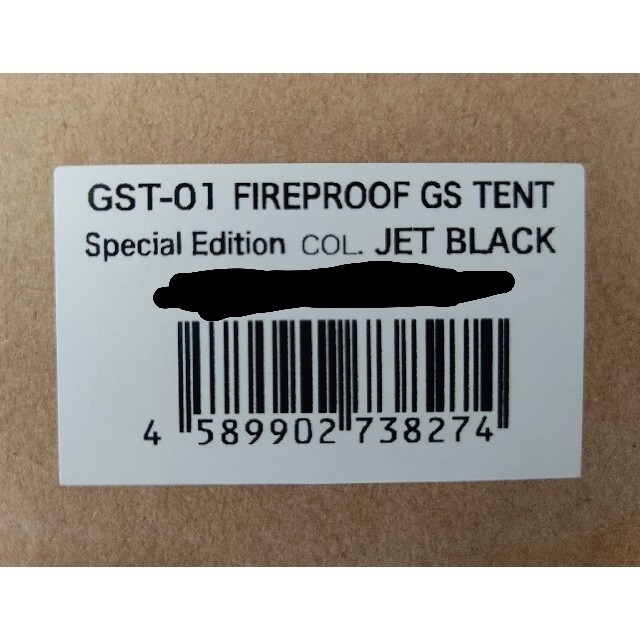 GST-01 FIREPROOF GS TENT
Special Edition COL. JET BLACK
4 589902 738274